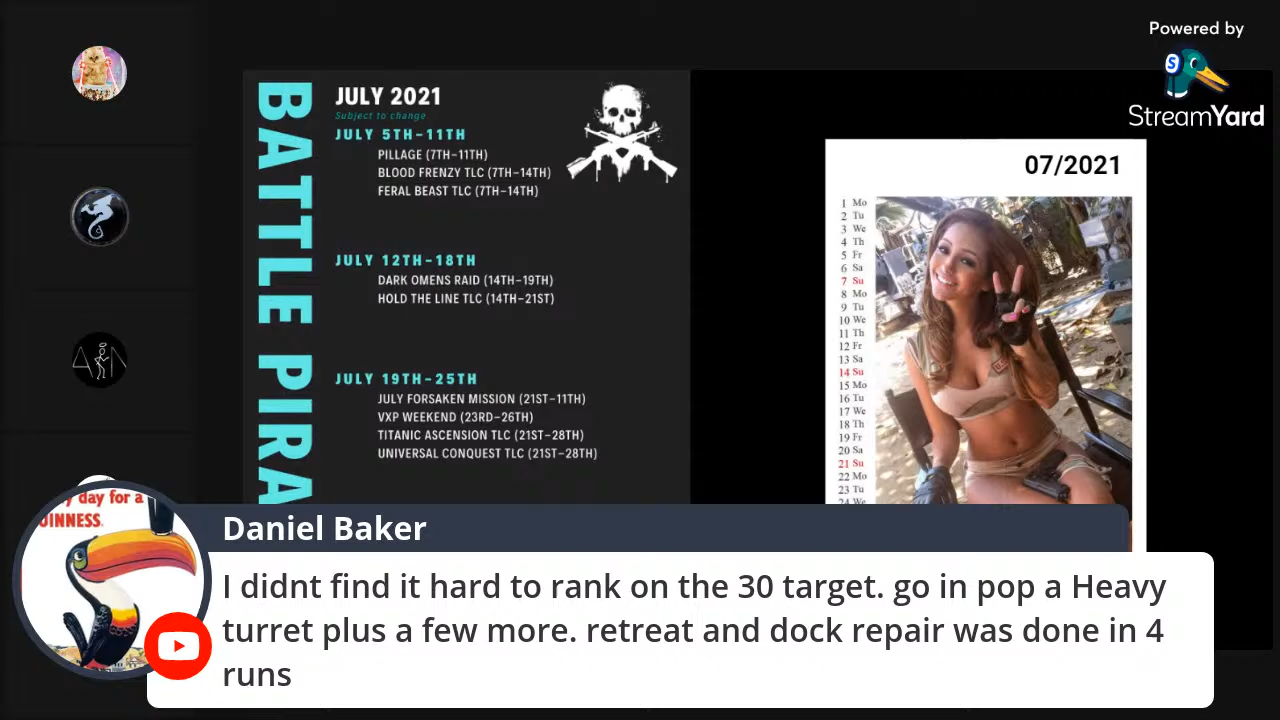 Powered by
StreamYard
BATTLE PIRA
JULY 2021
Subject to change
JULY 5TH-11TH
PILLAGE (7TH-11TH)
BLOOD FRENZY TLC (7TH-14TH)
FERAL BEAST TLC (7TH-14TH)
JULY 12TH-18TH
DARK OMENS RAID (14TH-19TH)
HOLD THE LINE TLC (14TH-21ST)
JULY 19TH-25TH
JULY FORSAKEN MISSION (21ST-11TH)
VXP WEEKEND (23RD-26TH)
TITANIC ASCENSION TLC (21ST-28TH)
UNIVERSAL CONQUEST TLC (21ST-28TH)
07/2021
1 Mo
2 Tu
3 We
4 Th
5 Fr
6 Sa
7 Su
8 Mo
9 Tu
10 We
11 Th
12 Fr
13 Sa
14 Su
15 Mo
16 Tu
17 We
18 Th
19 Fr
20 Sa
21 Su
22 Mo
23 Tu
24 We
day for a
UINNESS
Daniel Baker
I didnt find it hard to rank on the 30 target. go in pop a Heavy
turret plus a few more. retreat and dock repair was done in 4
runs